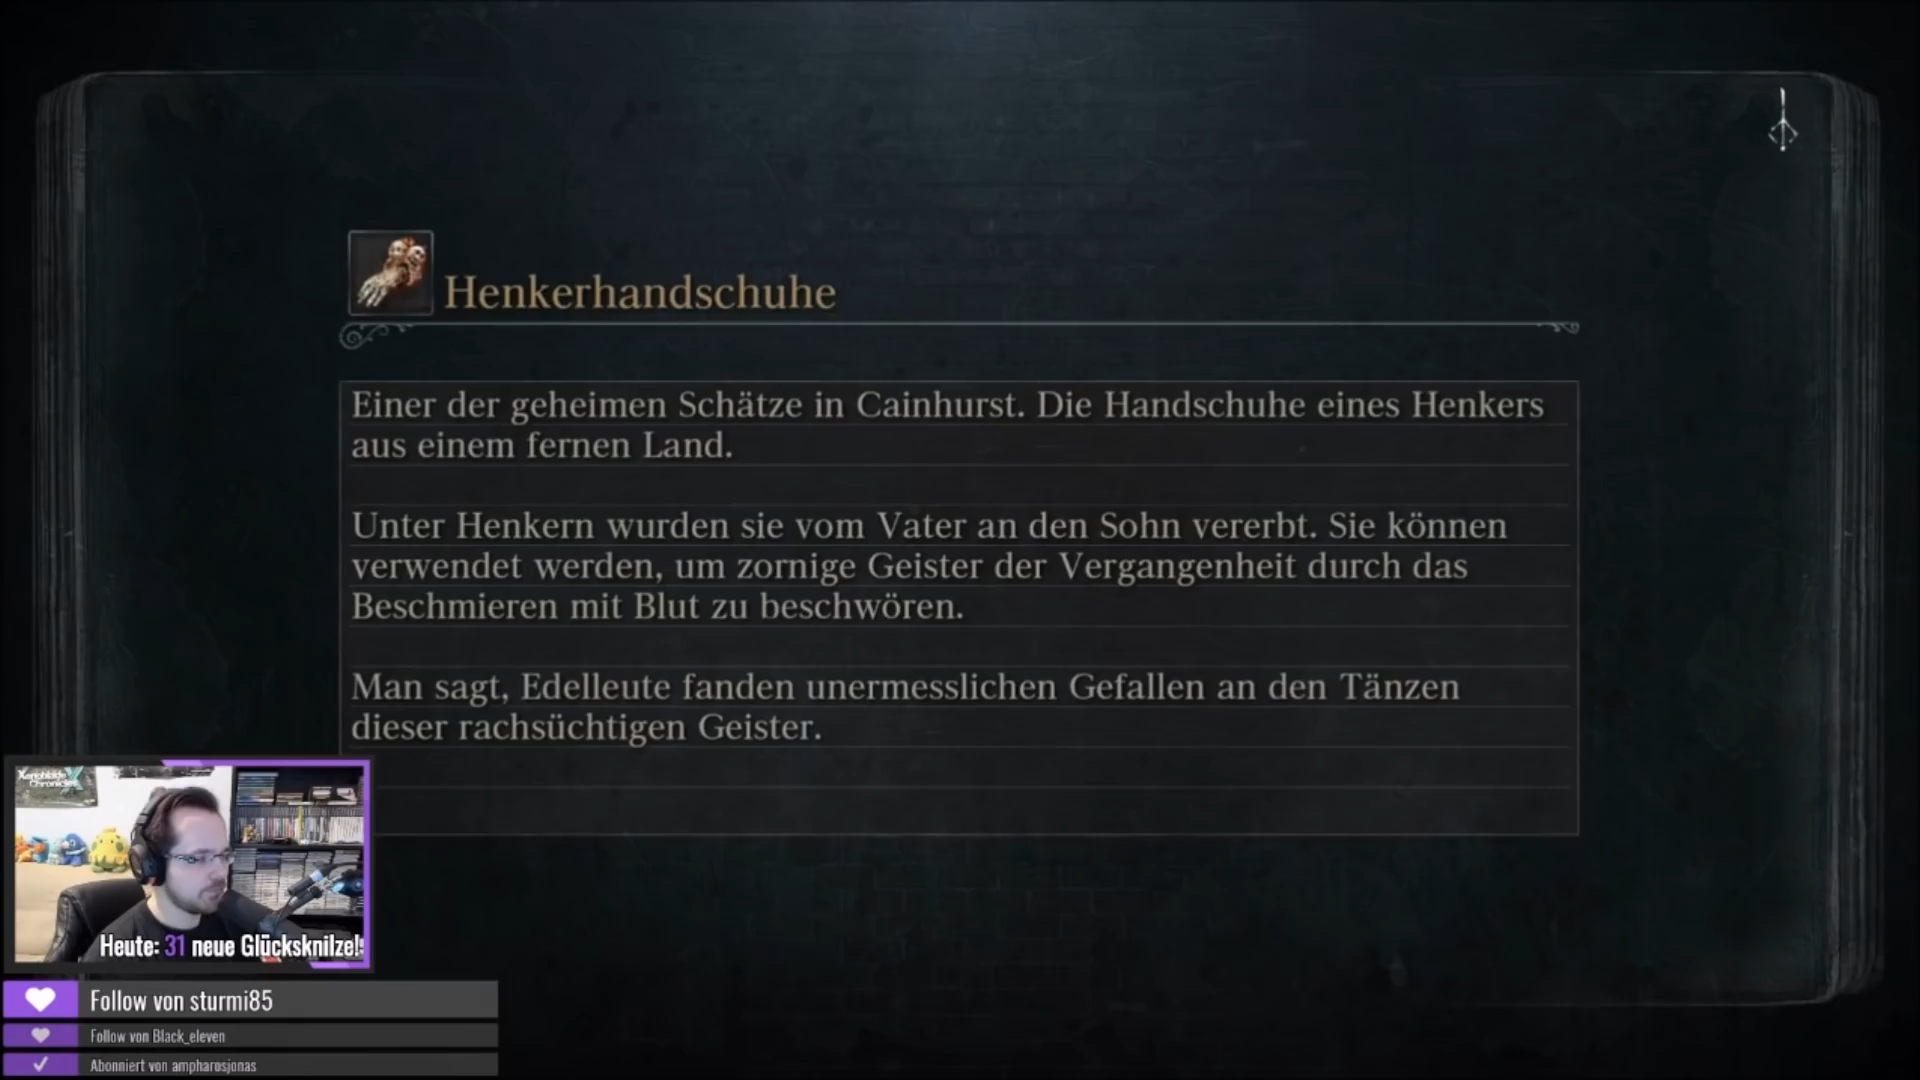 Henkerhandschuhe
Einer der geheimen Schätze in Cainhurst. Die Handschuhe eines Henkers
aus einem fernen Land.
Unter Henkern wurden sie vom Vater an den Sohn vererbt. Sie können
verwendet werden, um zornige Geister der Vergangenheit durch das
Beschmieren mit Blut zu beschwören.
Man sagt, Edelleute fanden unermesslichen Gefallen an den Tänzen
dieser rachsüchtigen Geister.
Xenoblade
Chronicles X
Heute: 31 neue Glücksknilze!
Follow von sturmi85
Follow von Black_eleven
Abonniert von ampharosjonas